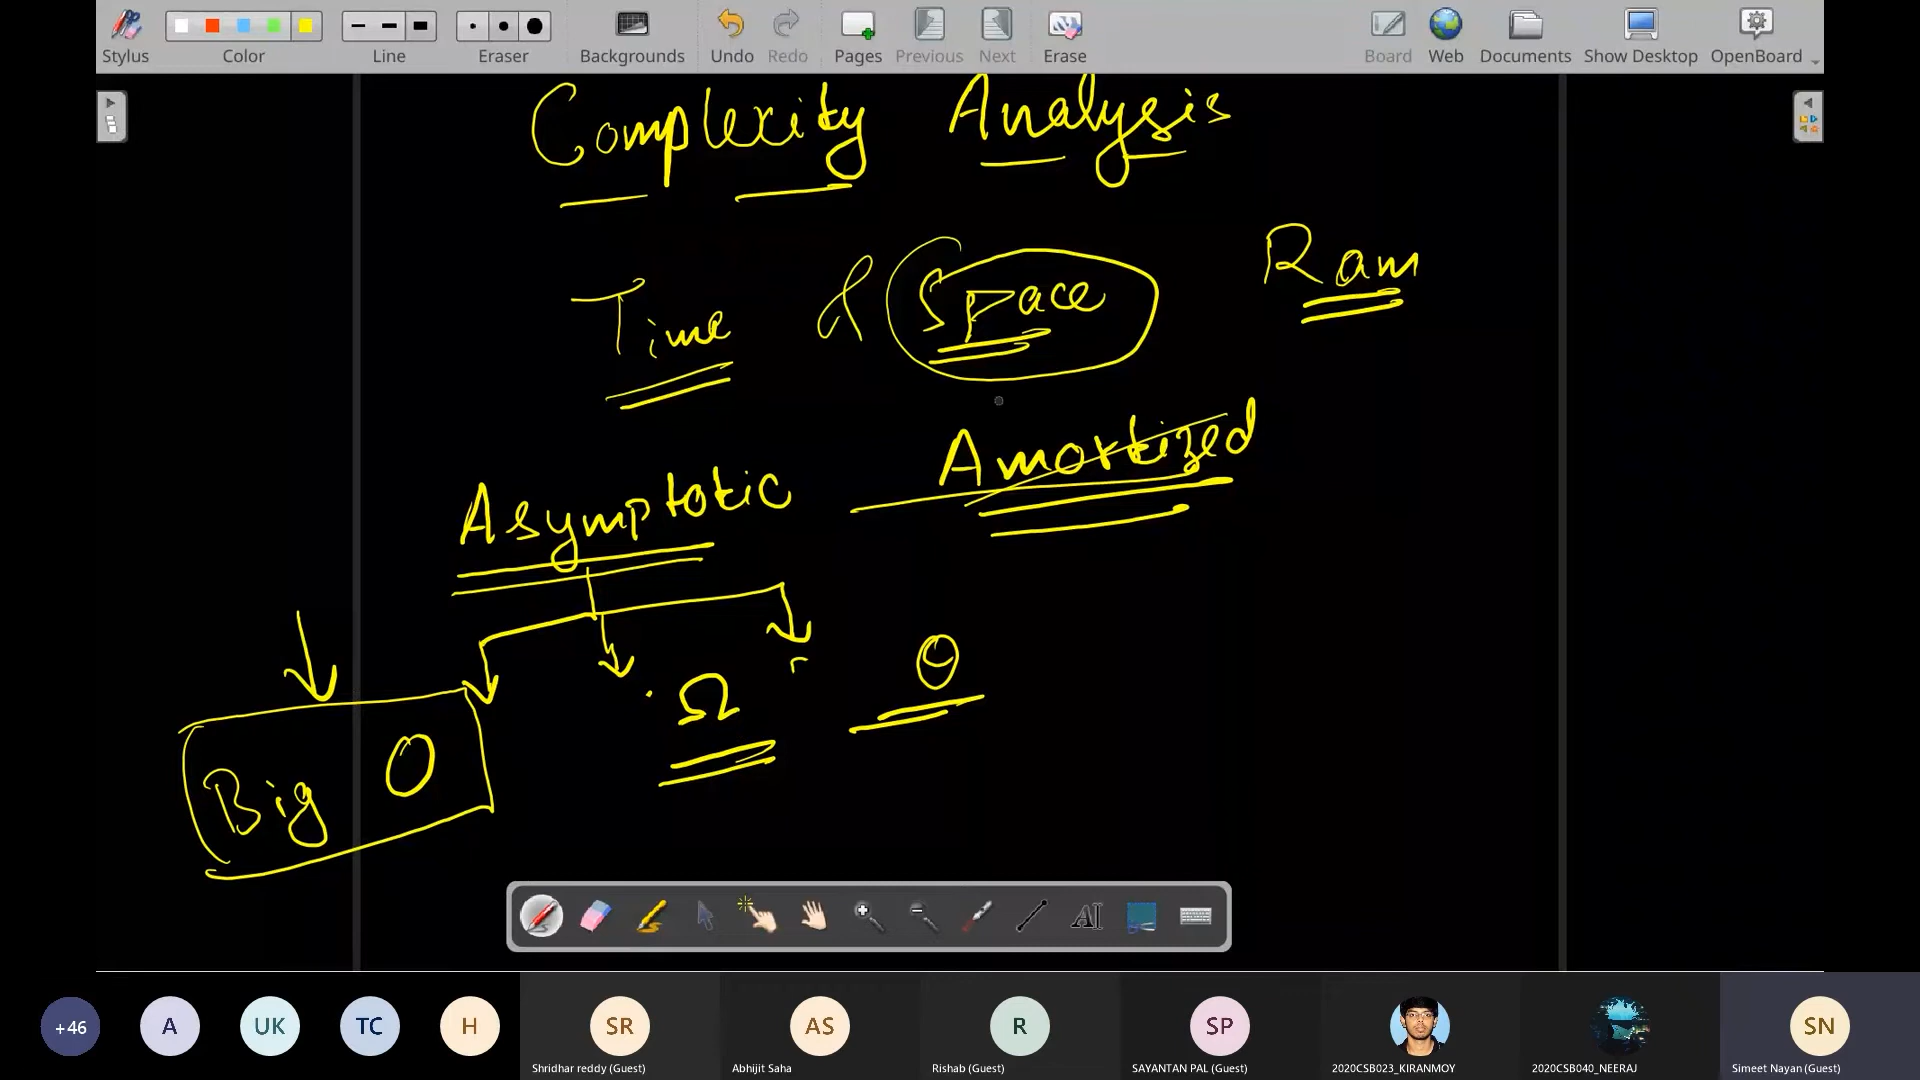 Stylus Color Line Eraser Backgrounds Undo Redo Pages Previous Next Erase Board Web Documents Show Desktop OpenBoard
Complexity Analysis
Time & Space Ram
Asymptotic Amortized
Big O Ω Θ
AI
+46 A UK TC H SR AS R SP SN
Shridhar reddy (Guest) Abhijit Saha Rishab (Guest) SAYANTAN PAL (Guest) 2020CSB023_KIRANMOY 2020CSB040_NEERAJ Simeet Nayan (Guest)